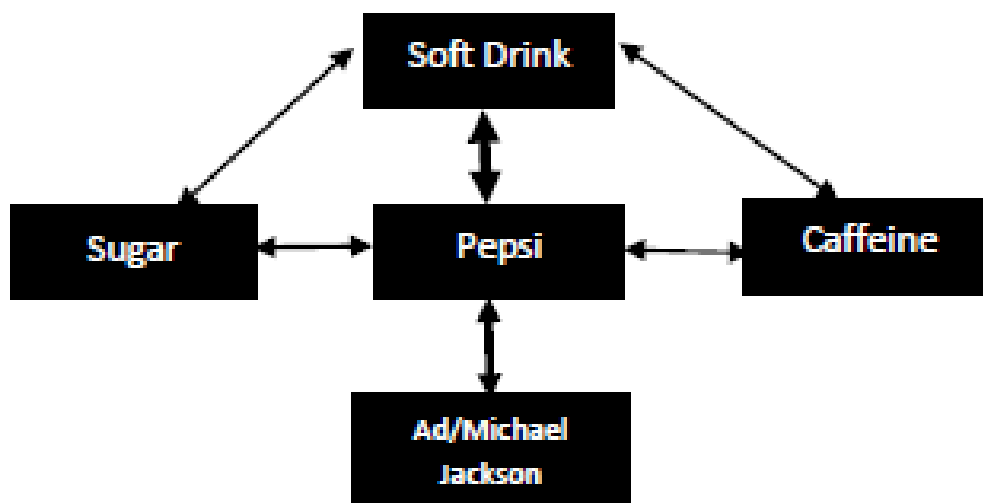 Soft Drink
Sugar
Pepsi
Caffeine
Ad/Michael
Jackson